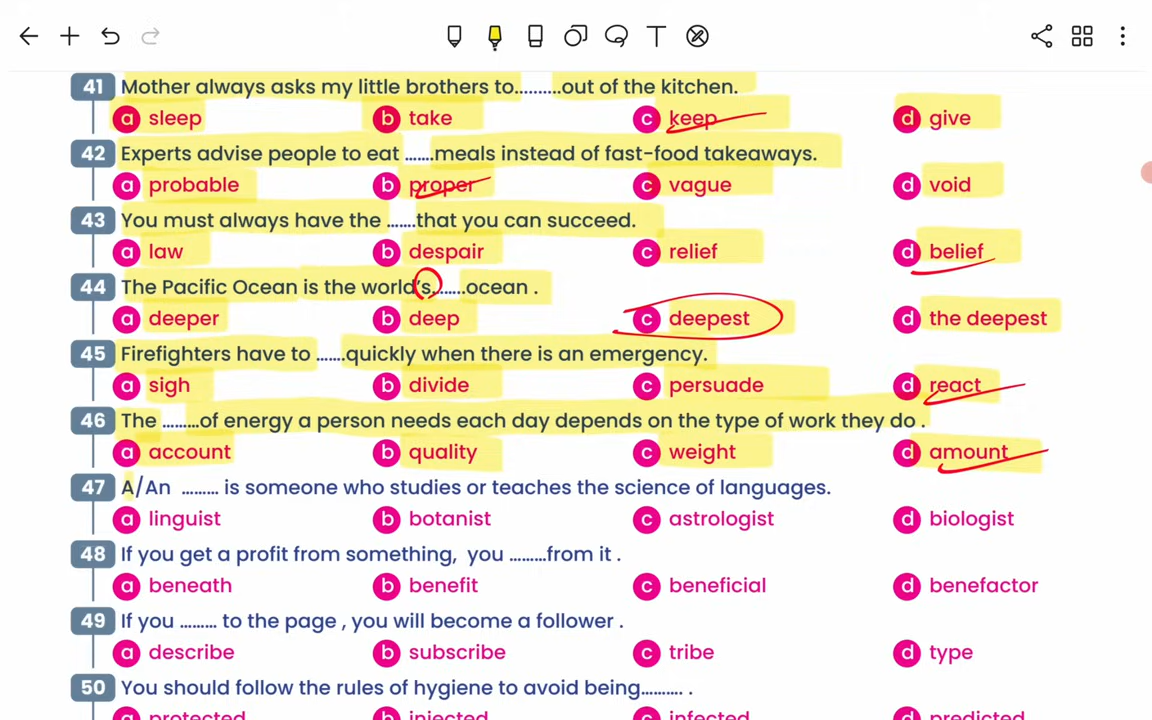 41 Mother always asks my little brothers to.........out of the kitchen.
a sleep b take c keep d give
42 Experts advise people to eat .......meals instead of fast-food takeaways.
a probable b proper c vague d void
43 You must always have the .......that you can succeed.
a law b despair c relief d belief
44 The Pacific Ocean is the world's........ocean .
a deeper b deep c deepest d the deepest
45 Firefighters have to .......quickly when there is an emergency.
a sigh b divide c persuade d react
46 The .........of energy a person needs each day depends on the type of work they do .
a account b quality c weight d amount
47 A/An ......... is someone who studies or teaches the science of languages.
a linguist b botanist c astrologist d biologist
48 If you get a profit from something, you .........from it .
a beneath b benefit c beneficial d benefactor
49 If you ......... to the page , you will become a follower .
a describe b subscribe c tribe d type
50 You should follow the rules of hygiene to avoid being.......... .
a protected b injected c infected d predicted